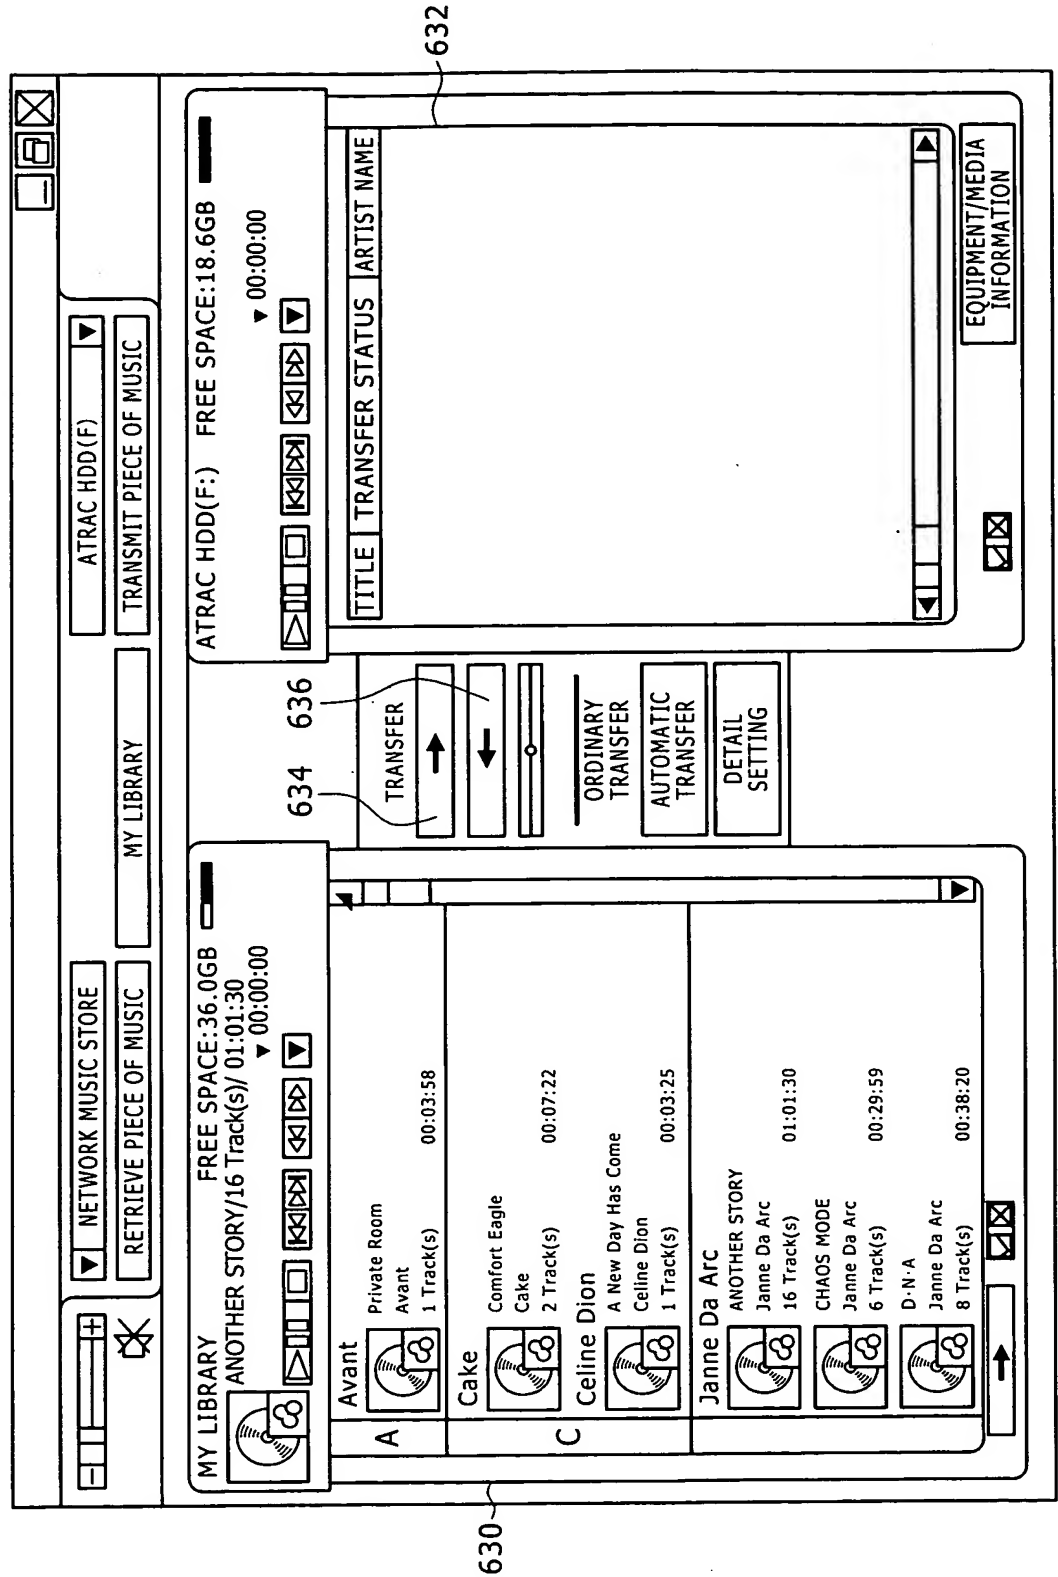 ▼ NETWORK MUSIC STORE
ATRAC HDD(F) ▼
RETRIEVE PIECE OF MUSIC
MY LIBRARY
TRANSMIT PIECE OF MUSIC
MY LIBRARY FREE SPACE:36.0GB
ANOTHER STORY/16 Track(s)/ 01:01:30
▼ 00:00:00
Avant
A
Private Room
Avant
1 Track(s) 00:03:58
Cake
C
Comfort Eagle
Cake
2 Track(s) 00:07:22
Celine Dion
A New Day Has Come
Celine Dion
1 Track(s) 00:03:25
Janne Da Arc
ANOTHER STORY
Janne Da Arc
16 Track(s) 01:01:30
CHAOS MODE
Janne Da Arc
6 Track(s) 00:29:59
D·N·A
Janne Da Arc
8 Track(s) 00:38:20
630
634
636
TRANSFER
ORDINARY
TRANSFER
AUTOMATIC
TRANSFER
DETAIL
SETTING
ATRAC HDD(F:) FREE SPACE:18.6GB
▼ 00:00:00
TITLE TRANSFER STATUS ARTIST NAME
632
EQUIPMENT/MEDIA
INFORMATION